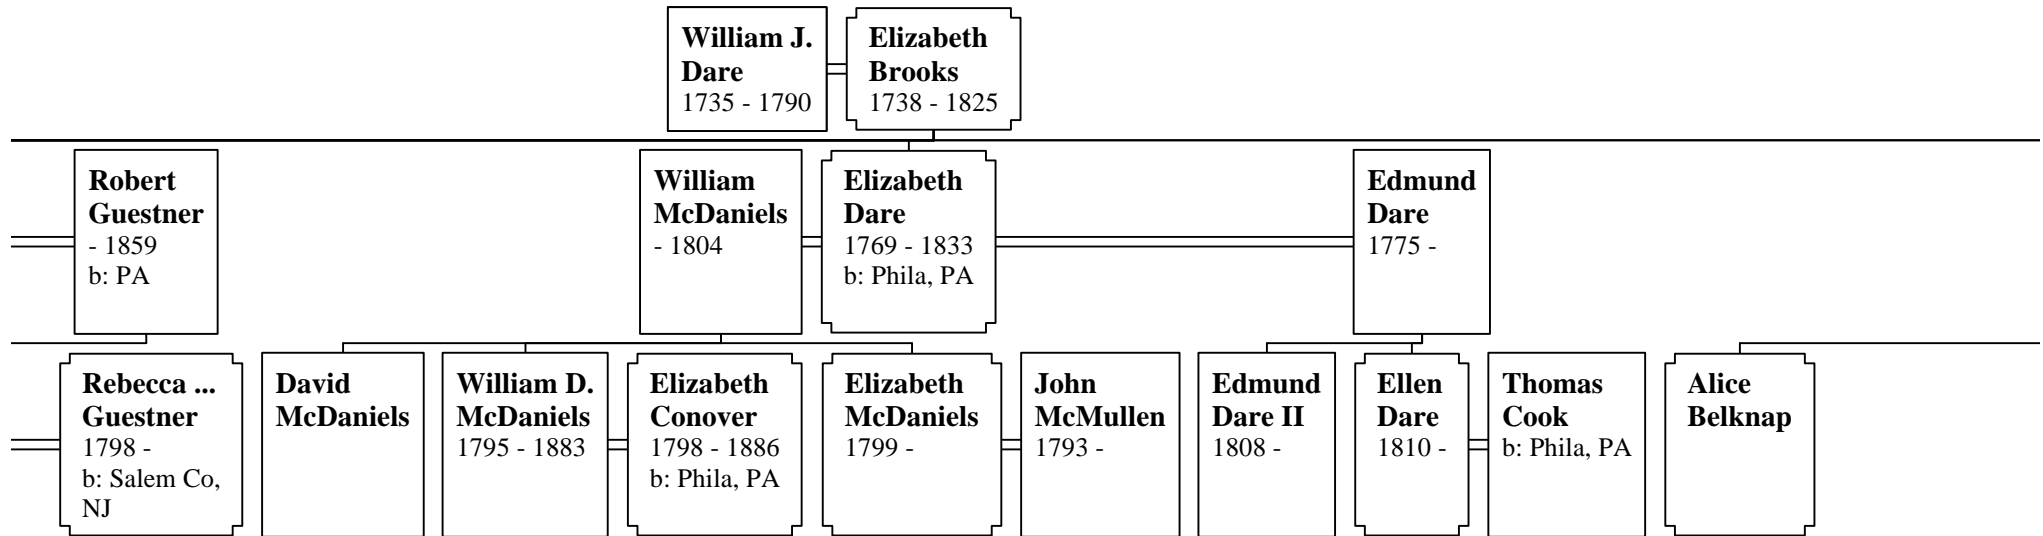 William J.
Dare
1735 - 1790
Elizabeth
Brooks
1738 - 1825
Robert
Guestner
- 1859
b: PA
William
McDaniels
- 1804
Elizabeth
Dare
1769 - 1833
b: Phila, PA
Edmund
Dare
1775 -
Rebecca ...
Guestner
1798 -
b: Salem Co,
NJ
David
McDaniels
William D.
McDaniels
1795 - 1883
Elizabeth
Conover
1798 - 1886
b: Phila, PA
Elizabeth
McDaniels
1799 -
John
McMullen
1793 -
Edmund
Dare II
1808 -
Ellen
Dare
1810 -
Thomas
Cook
b: Phila, PA
Alice
Belknap